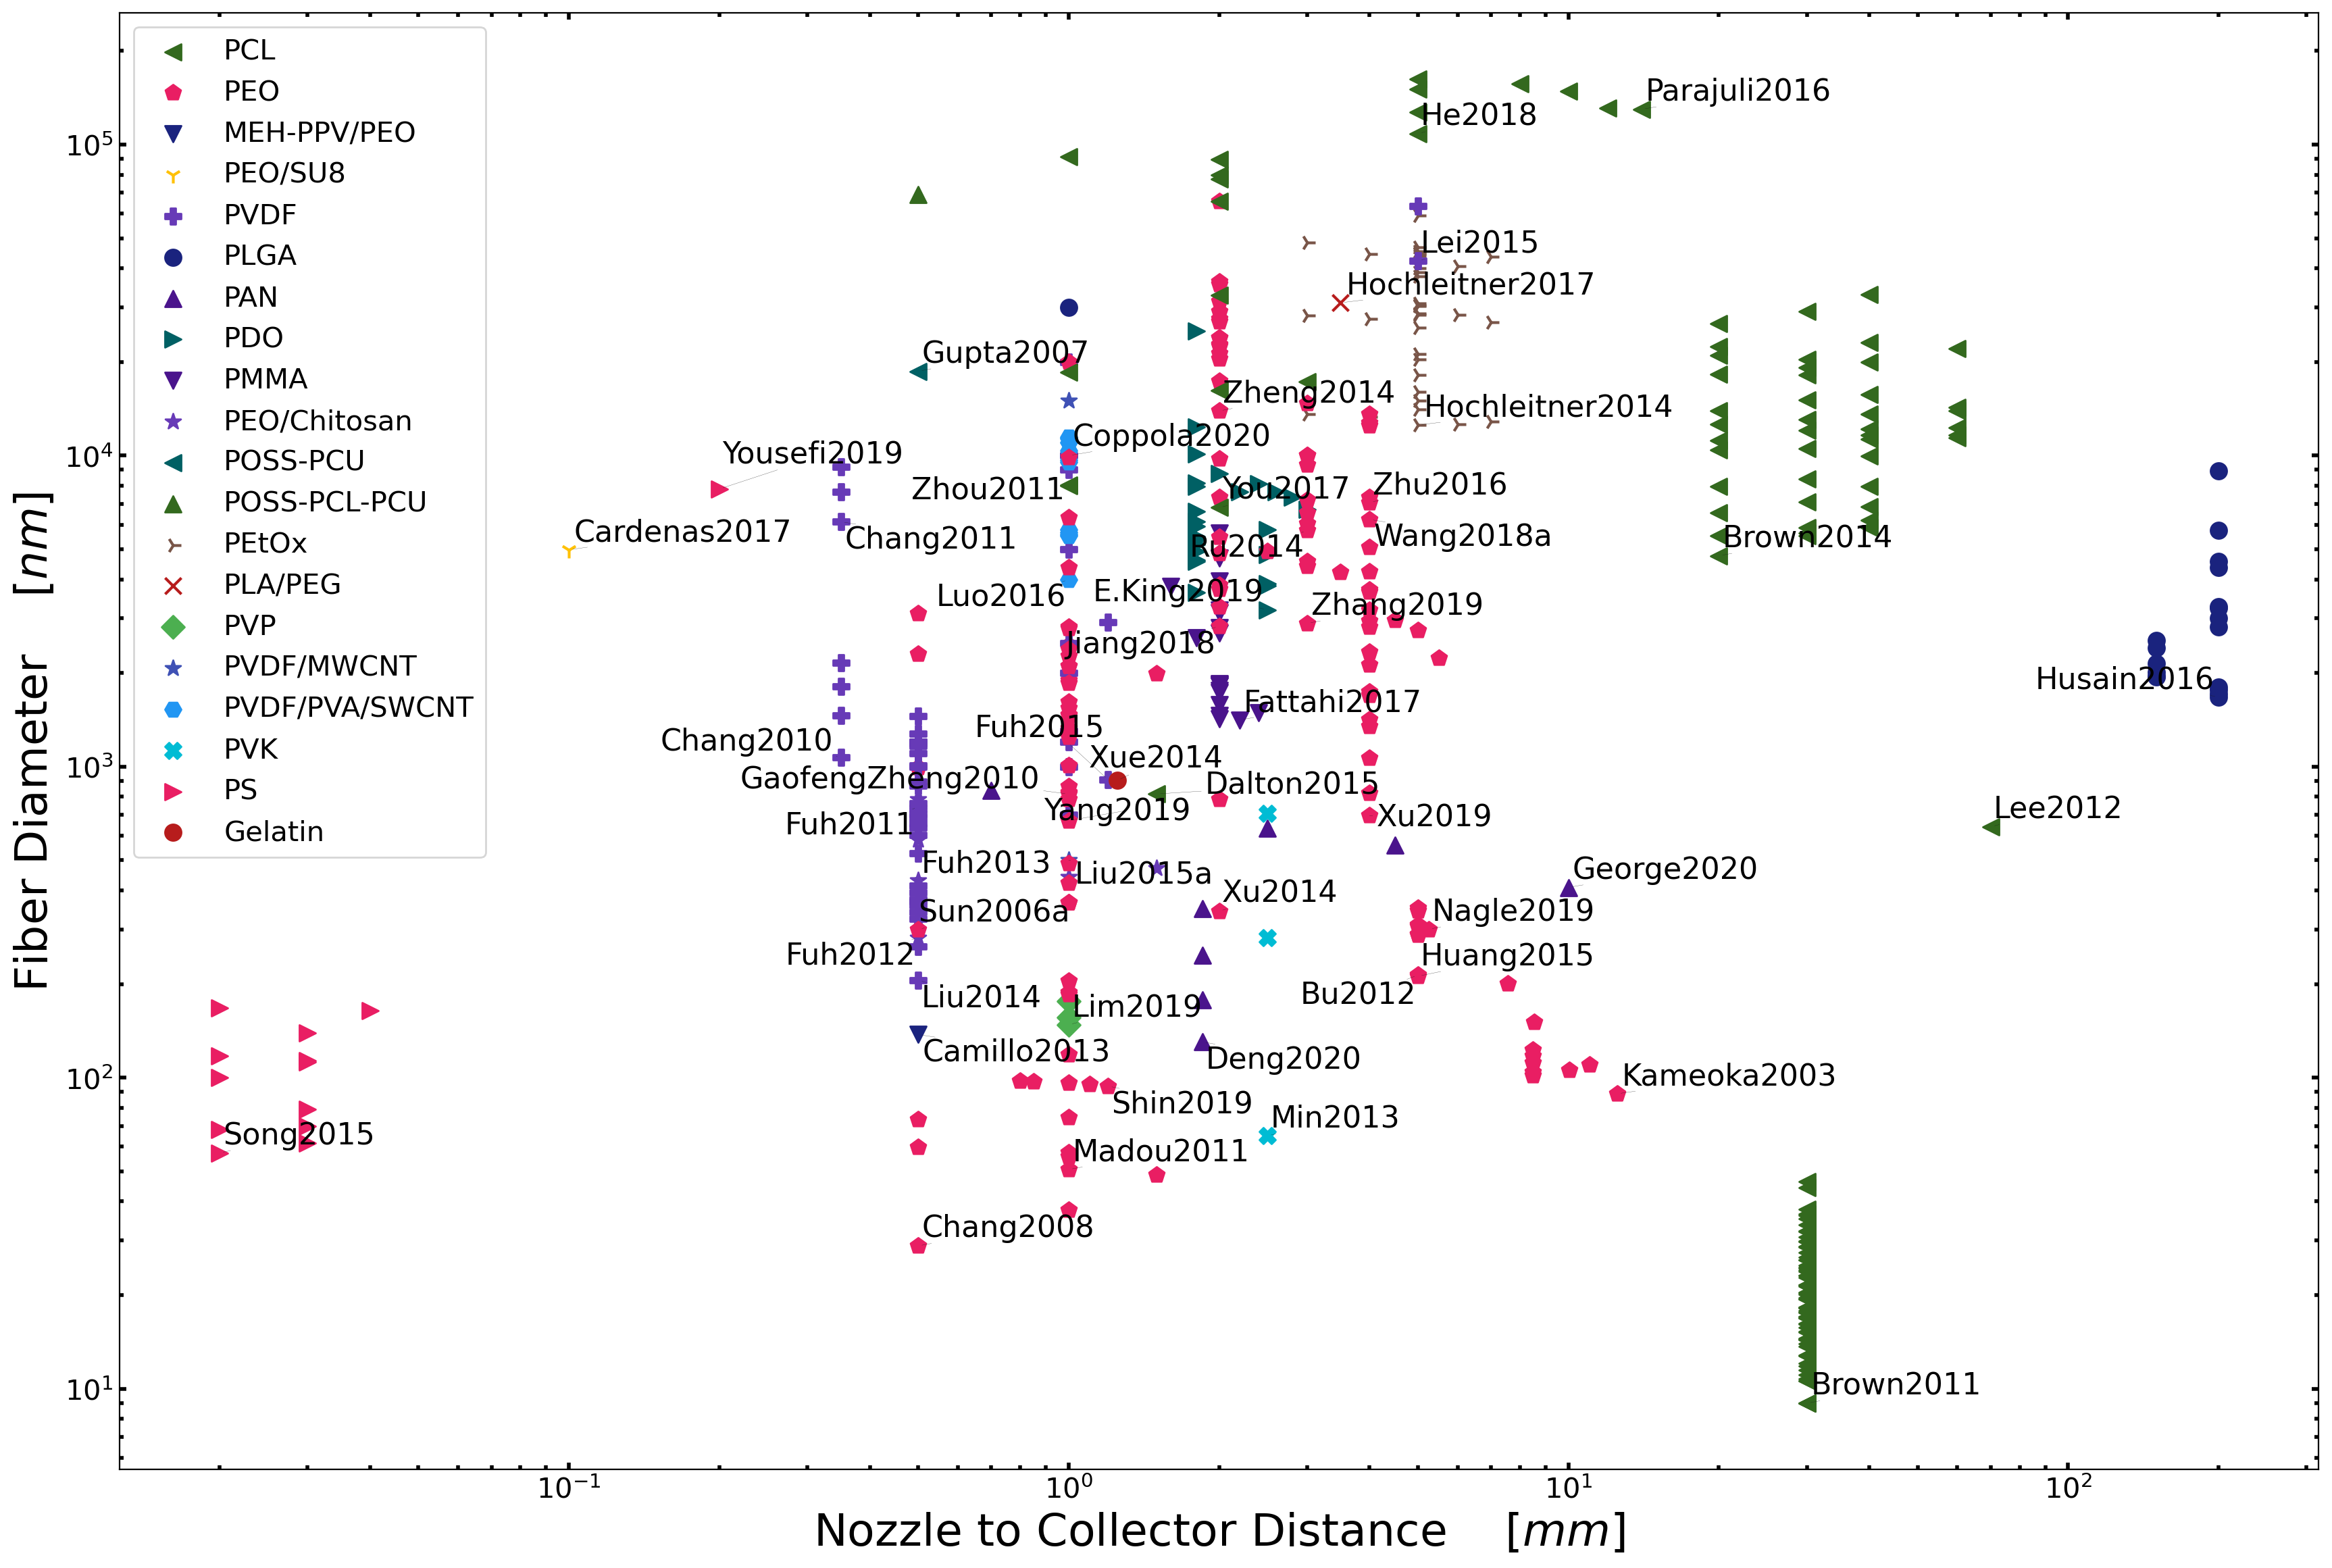 PCL
PEO
MEH-PPV/PEO
PEO/SU8
PVDF
PLGA
PAN
PDO
PMMA
PEO/Chitosan
POSS-PCU
POSS-PCL-PCU
PEtOx
PLA/PEG
PVP
PVDF/MWCNT
PVDF/PVA/SWCNT
PVK
PS
Gelatin
Parajuli2016
He2018
Lei2015
Hochleitner2017
Gupta2007
Zheng2014
Hochleitner2014
Coppola2020
Yousefi2019
Zhou2011
You2017
Zhu2016
Cardenas2017
Chang2011
Ru2014
Wang2018a
Brown2014
Luo2016
E.King2019
Zhang2019
Jiang2018
Husain2016
Fattahi2017
Chang2010
Fuh2015
Xue2014
GaofengZheng2010
Dalton2015
Yang2019
Fuh2011
Xu2019
Lee2012
Fuh2013
Liu2015a
George2020
Sun2006a
Xu2014
Nagle2019
Fuh2012
Huang2015
Liu2014
Lim2019
Bu2012
Camillo2013
Deng2020
Shin2019
Kameoka2003
Song2015
Min2013
Madou2011
Chang2008
Brown2011
10⁵
10⁴
10³
10²
10¹
Fiber Diameter [nm]
10⁻¹ 10⁰ 10¹ 10²
Nozzle to Collector Distance [mm]